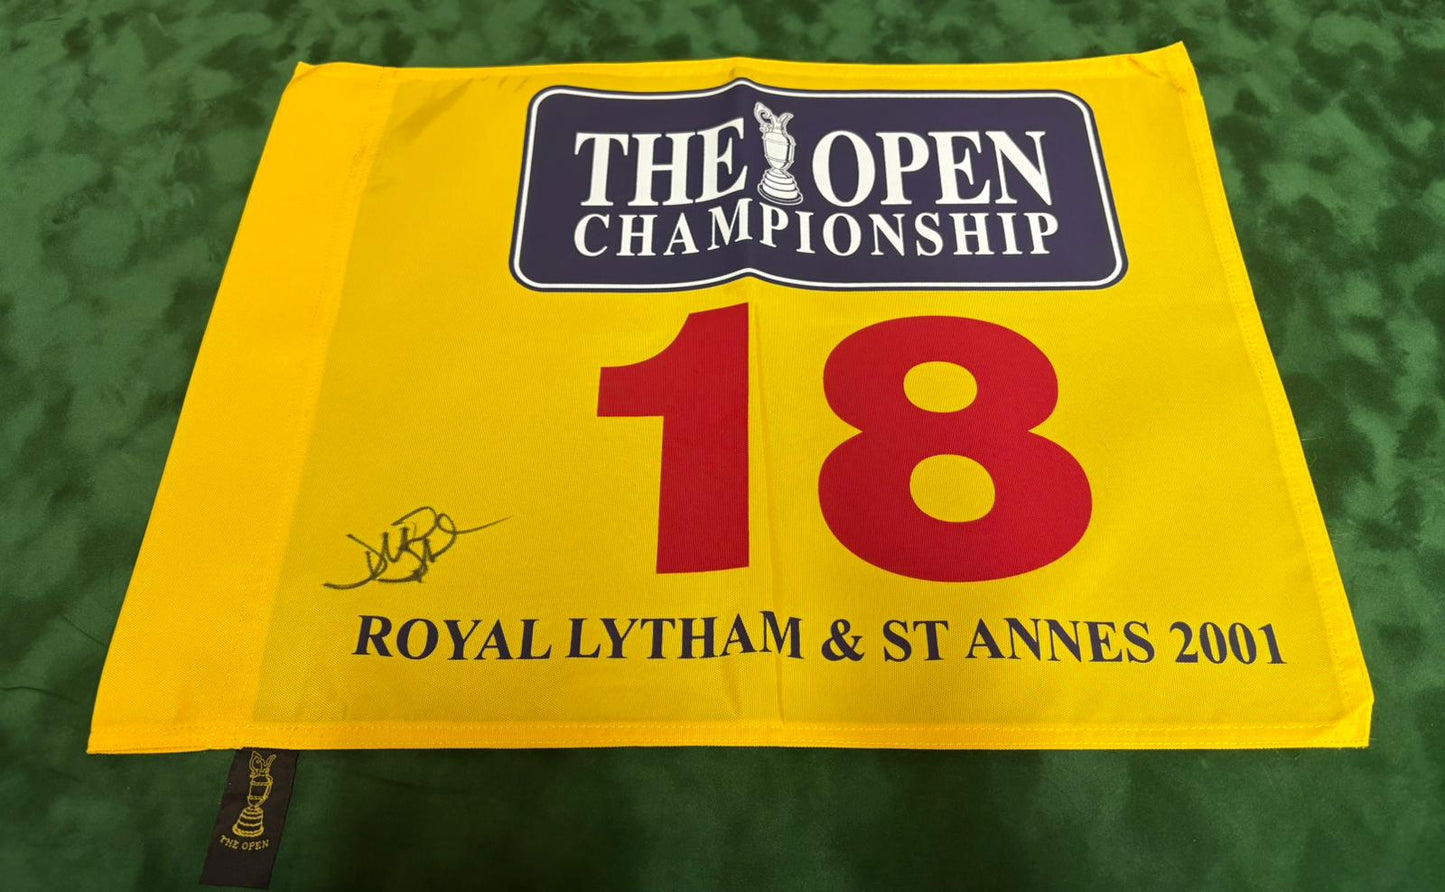 THE OPEN
CHAMPIONSHIP
18
ROYAL LYTHAM & ST ANNES 2001
THE OPEN